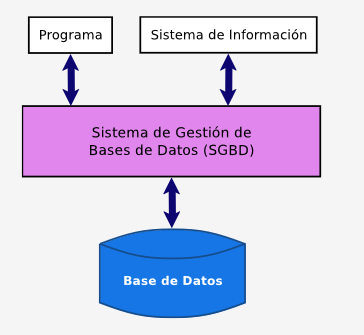 Programa
Sistema de Información
Sistema de Gestión de
Bases de Datos (SGBD)
Base de Datos